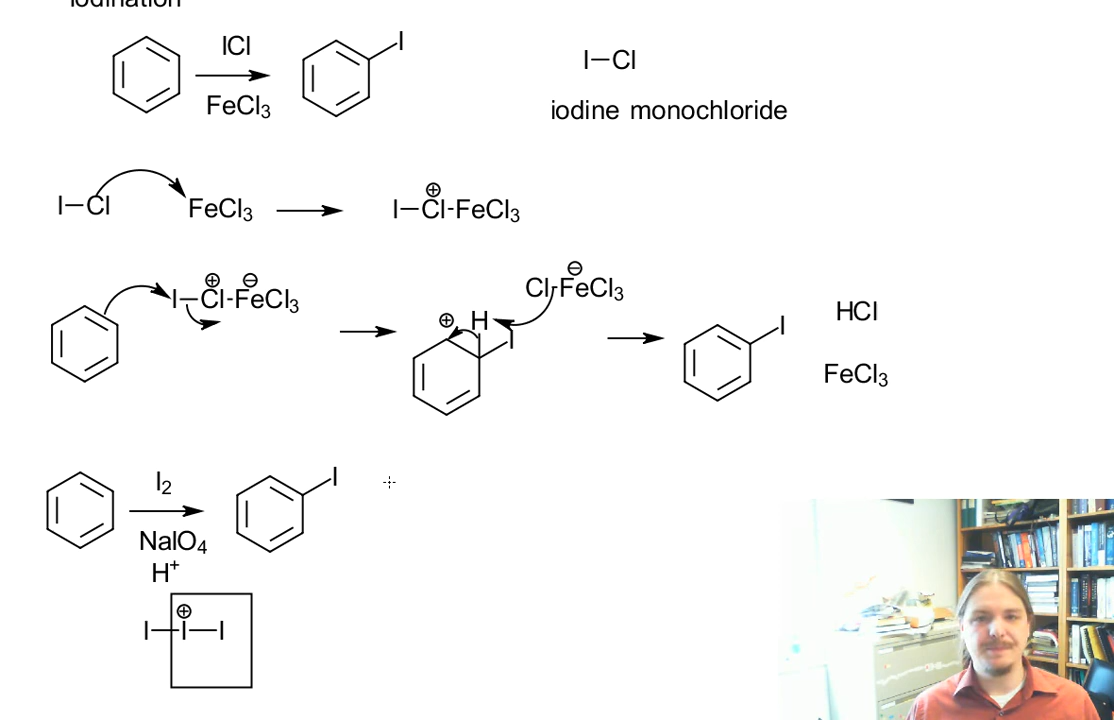 iodination
ICl
FeCl₃
I
I–Cl
iodine monochloride
I–Cl FeCl₃ I–Cl-FeCl₃
⊕
I–Cl-FeCl₃
⊕ ⊖
⊕ H I
Cl-FeCl₃
⊖
I
HCl
FeCl₃
I₂
NaIO₄
H⁺
I
⊕
I–I–I